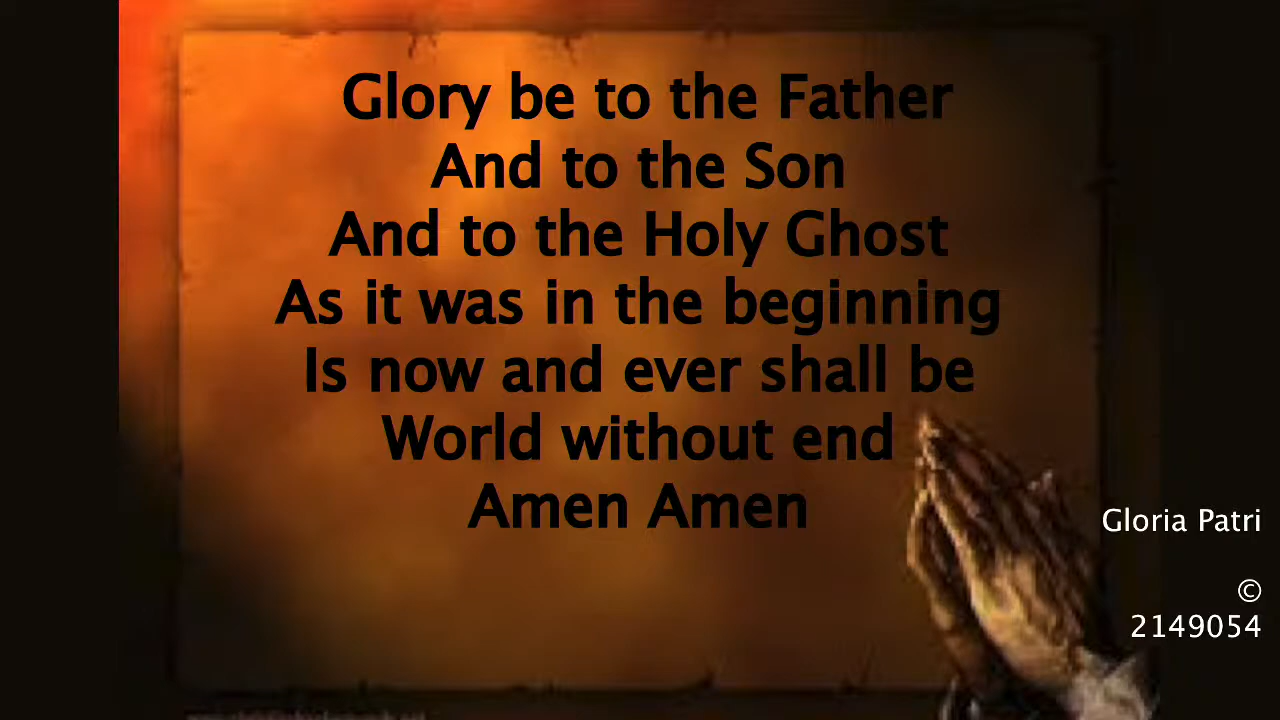 Glory be to the Father
And to the Son
And to the Holy Ghost
As it was in the beginning
Is now and ever shall be
World without end
Amen Amen
Gloria Patri
©
2149054